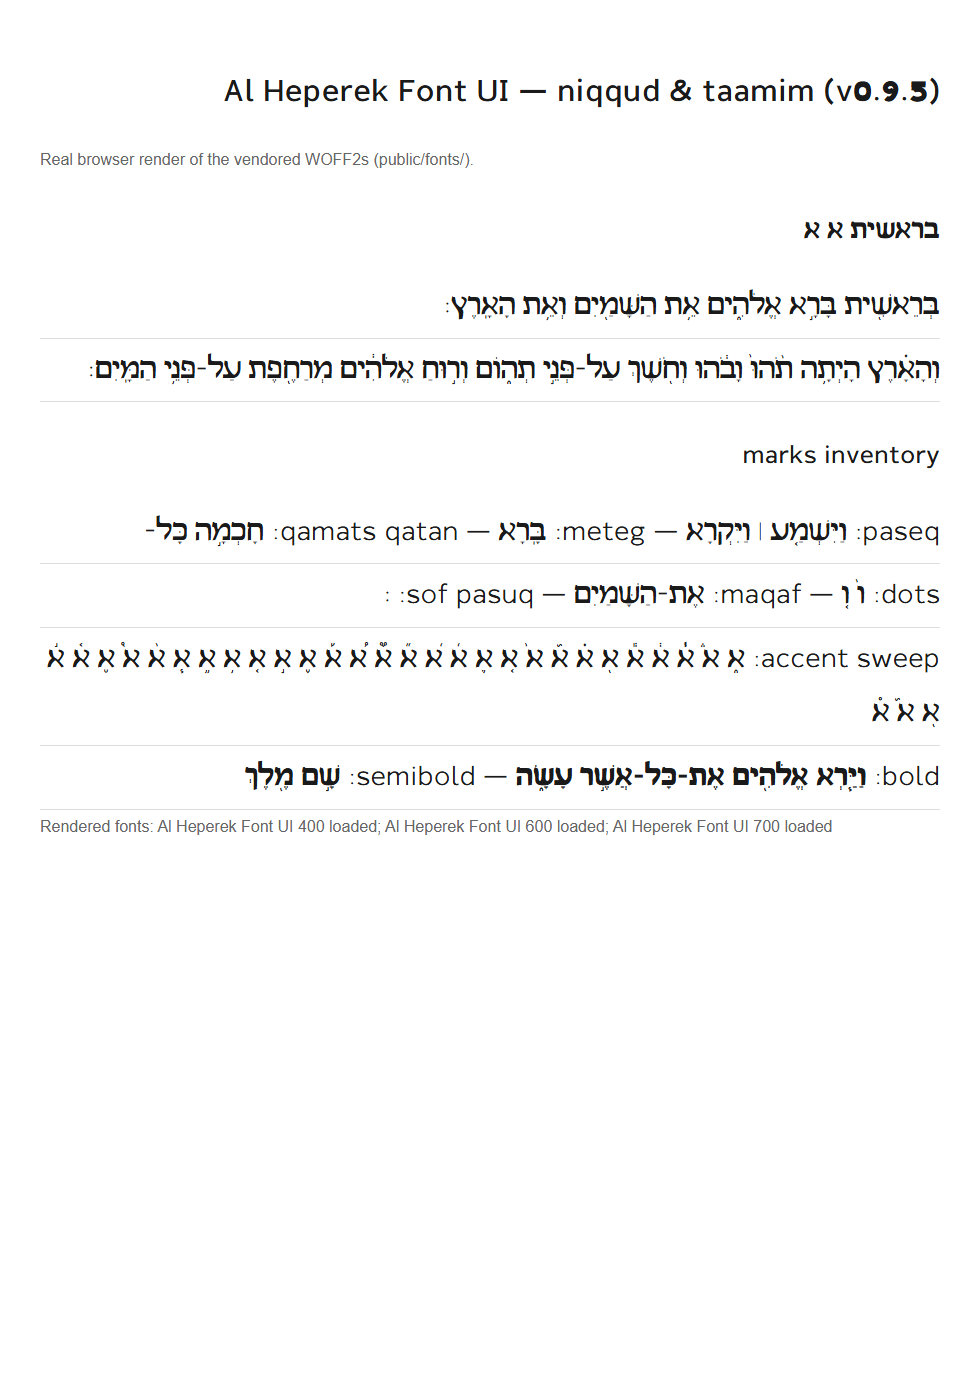 Al Heperek Font UI — niqqud & taamim (v0.9.5)
Real browser render of the vendored WOFF2s (public/fonts/).
בראשית א א
בְּרֵאשִׁ֖ית בָּרָ֣א אֱלֹהִ֑ים אֵ֥ת הַשָּׁמַ֖יִם וְאֵ֥ת הָאָֽרֶץ׃
וְהָאָ֗רֶץ הָיְתָ֥ה תֹ֙הוּ֙ וָבֹ֔הוּ וְחֹ֖שֶׁךְ עַל־פְּנֵ֣י תְה֑וֹם וְר֣וּחַ אֱלֹהִ֔ים מְרַחֶ֖פֶת עַל־פְּנֵ֥י הַמָּֽיִם׃
marks inventory
paseq: וַיִּשְׁמַ֤ע ׀ וַיִּקְרָא — meteg: בָּֽרָא — qamats qatan: חׇכְמָ֣ה כׇּל־
dots: וׄ וׅ — maqaf: אֶת־הַשָּׁמַיִם — sof pasuq: ׃
accent sweep: א֑ א֒ א֓ א֔ א֕ א֖ א֗ א֘ א֙ א֚ א֛ א֜ א֝ א֞ א֟ א֠ א֡ א֢ א֣ א֤ א֥ א֦ א֧ א֨ א֩ א֪ א֫ א֬
א֭ א֮ א֯
bold: וַיַּ֧רְא אֱלֹהִ֛ים אֶת־כׇּל־אֲשֶׁ֥ר עָשָׂ֖ה — semibold: שָׁ֣ם מֶ֖לֶךְ
Rendered fonts: Al Heperek Font UI 400 loaded; Al Heperek Font UI 600 loaded; Al Heperek Font UI 700 loaded